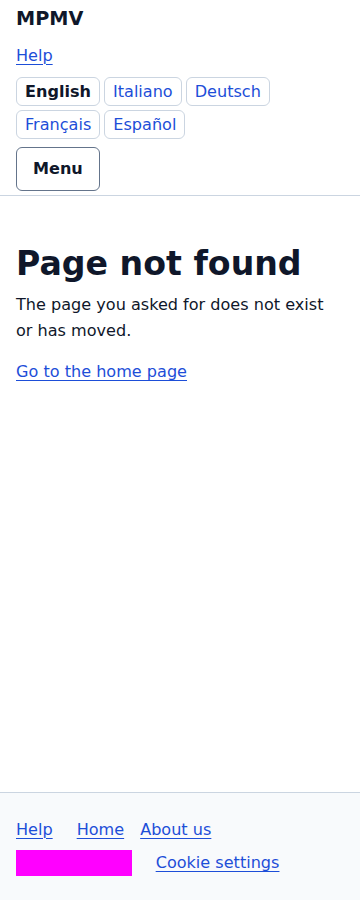 MPMV
Help
English Italiano Deutsch
Français Español
Menu
Page not found
The page you asked for does not exist
or has moved.
Go to the home page
Help Home About us
Cookie settings